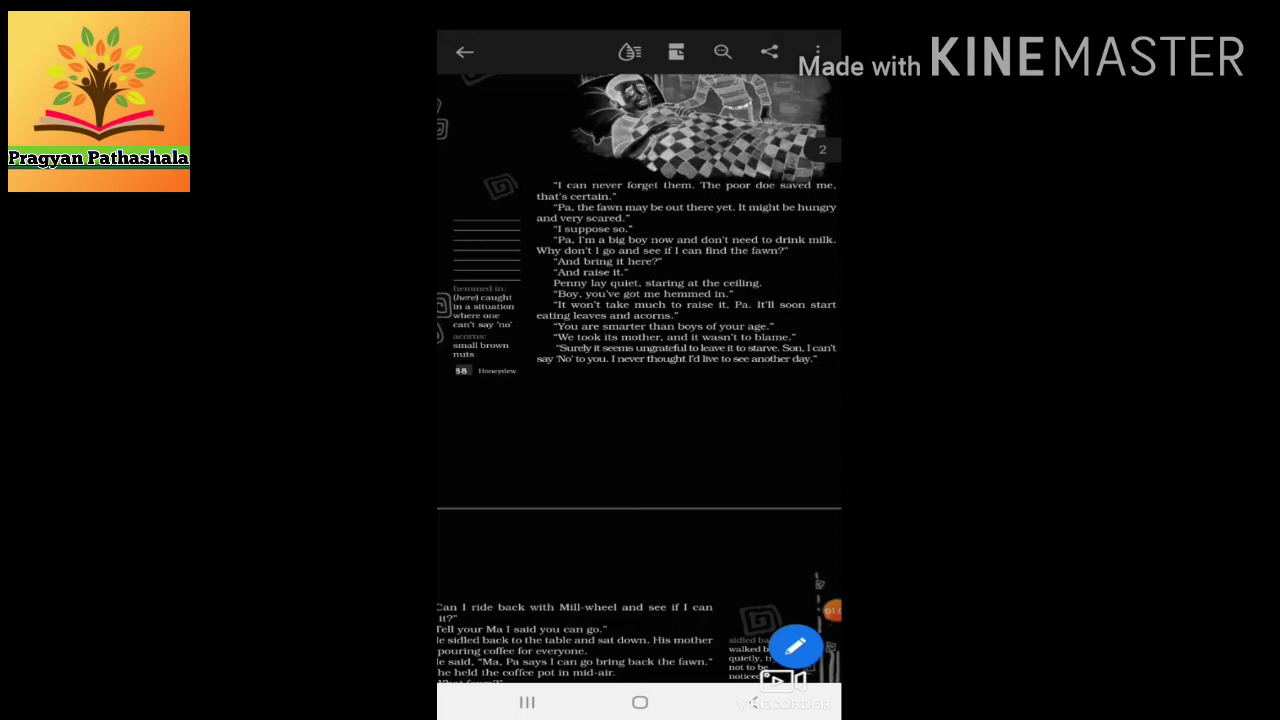 Pragyan Pathashala
Made with KINEMASTER
2
"I can never forget them. The poor doe saved me,
that's certain."
"Pa, the fawn may be out there yet. It might be hungry
and very scared."
"I suppose so."
"Pa, I'm a big boy now and don't need to drink milk.
Why don't I go and see if I can find the fawn?"
"And bring it here?"
"And raise it."
Penny lay quiet, staring at the ceiling.
"Boy, you've got me hemmed in."
"It won't take much to raise it, Pa. It'll soon start
eating leaves and acorns."
"You are smarter than boys of your age."
"We took its mother, and it wasn't to blame."
"Surely it seems ungrateful to leave it to starve. Son, I can't
say 'No' to you. I never thought I'd live to see another day."
hemmed in:
(here) caught
in a situation
where one
can't say 'no'
acorns:
small brown
nuts
58 Honeydew
Can I ride back with Mill-wheel and see if I can
it?"
Tell your Ma I said you can go."
le sidled back to the table and sat down. His mother
pouring coffee for everyone.
le said, "Ma, Pa says I can go bring back the fawn."
he held the coffee pot in mid-air.
sidled ba
walked b
quietly, tr
not to be
notice
V RECORDER